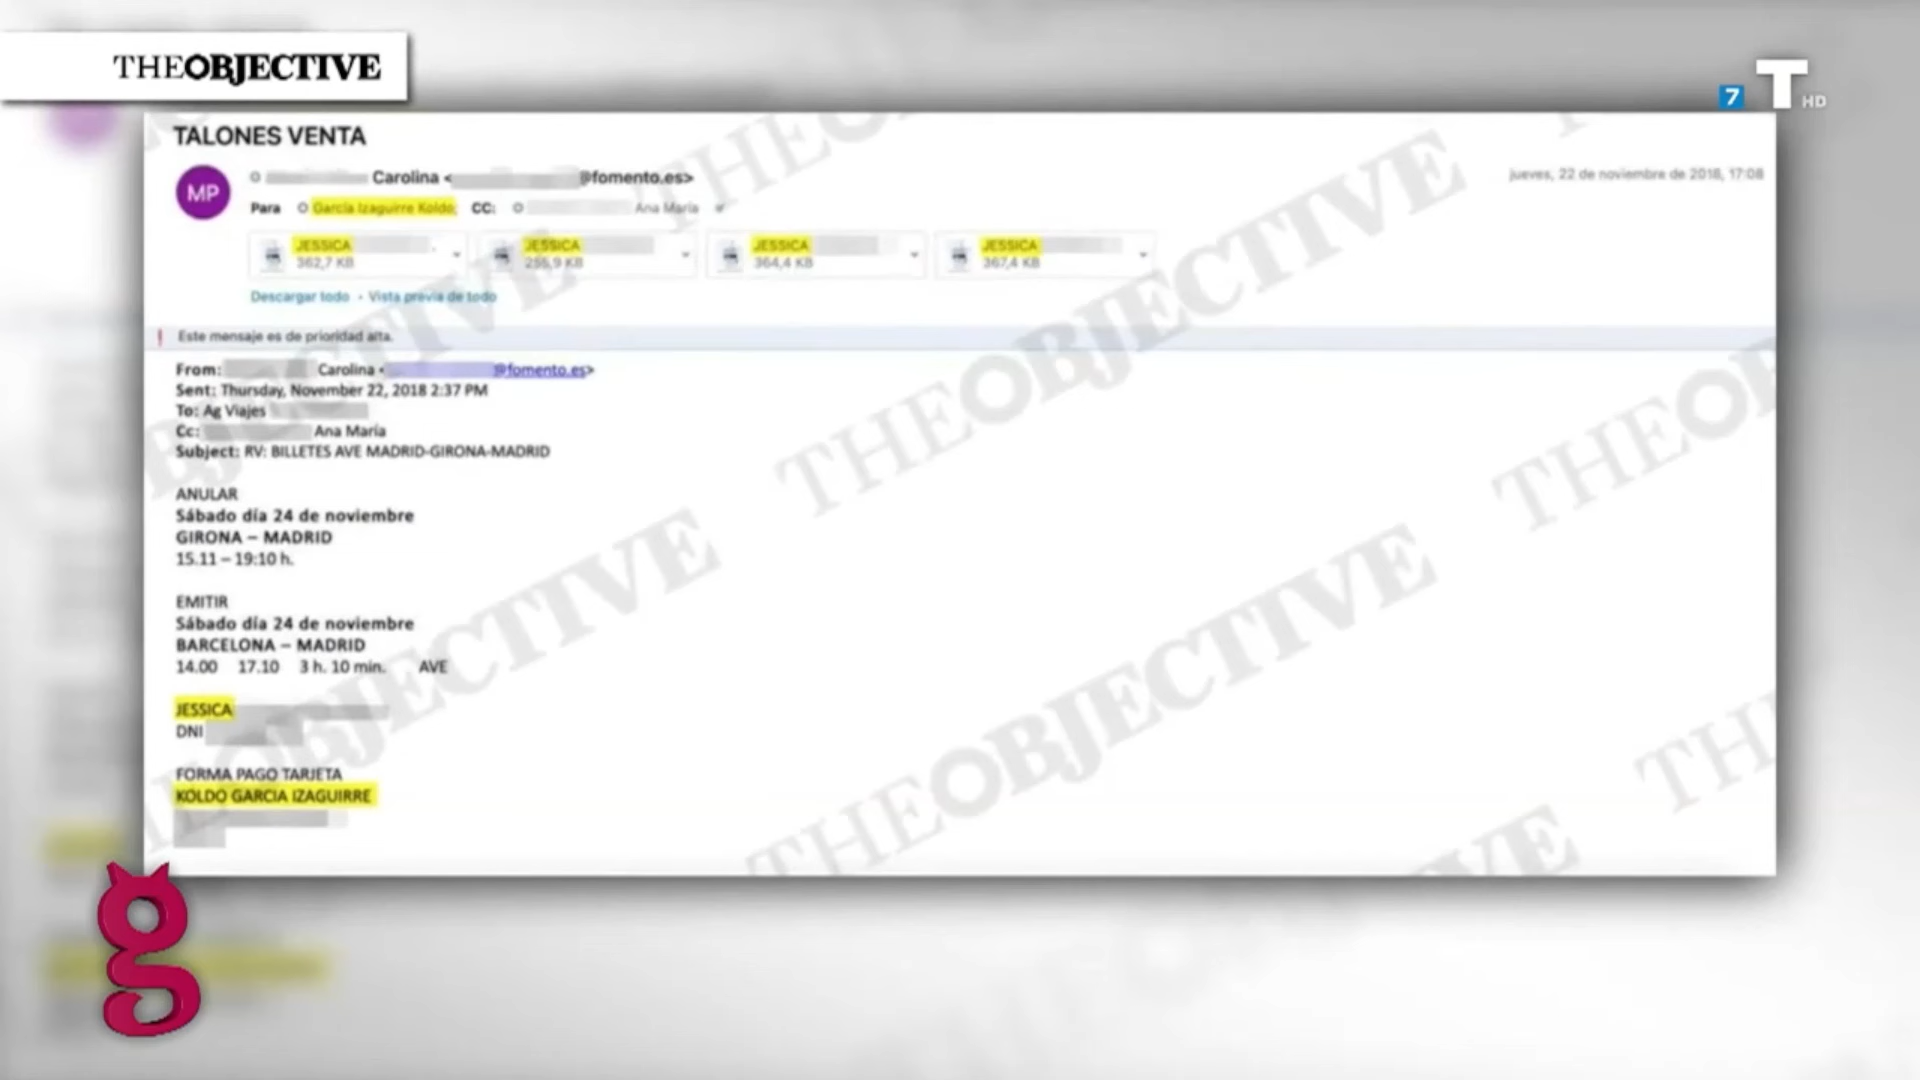 THEOBJECTIVE
7 T HD
TALONES VENTA
MP
Carolina < @fomento.es>
jueves, 22 de noviembre de 2018, 17:08
Para García Izaguirre Koldo; CC: Ana María
JESSICA JESSICA JESSICA JESSICA
362,7 KB 255,9 KB 364,4 KB 367,4 KB
Descargar todo · Vista previa de todo
! Este mensaje es de prioridad alta.
From: Carolina < @fomento.es>
Sent: Thursday, November 22, 2018 2:37 PM
To: Ag Viajes
Cc: Ana María
Subject: RV: BILLETES AVE MADRID-GIRONA-MADRID
ANULAR
Sábado día 24 de noviembre
GIRONA – MADRID
15.11 – 19:10 h.
EMITIR
Sábado día 24 de noviembre
BARCELONA – MADRID
14.00 17.10 3 h. 10 min. AVE
JESSICA
DNI
FORMA PAGO TARJETA
KOLDO GARCIA IZAGUIRRE
g
THEOBJECTIVE